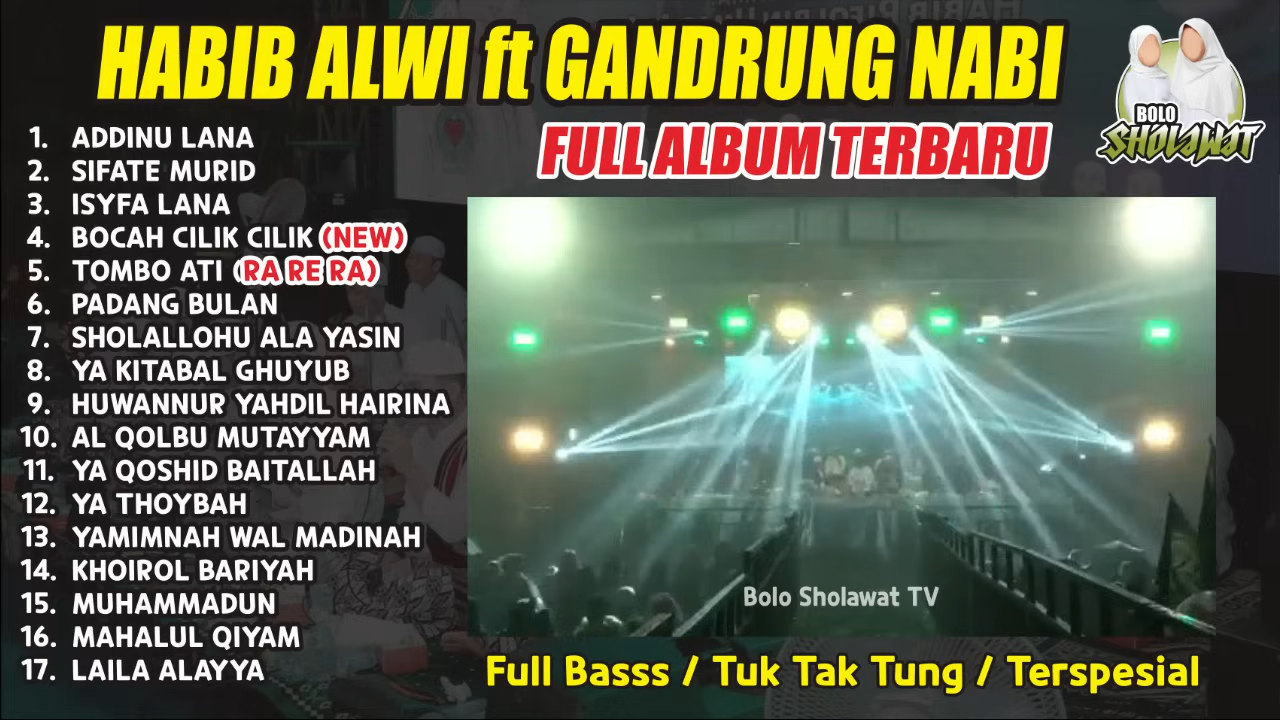 HABIB ALWI ft GANDRUNG NABI
FULL ALBUM TERBARU
BOLO
SHOLAWAT
1. ADDINU LANA
2. SIFATE MURID
3. ISYFA LANA
4. BOCAH CILIK CILIK (NEW)
5. TOMBO ATI (RA RE RA)
6. PADANG BULAN
7. SHOLALLOHU ALA YASIN
8. YA KITABAL GHUYUB
9. HUWANNUR YAHDIL HAIRINA
10. AL QOLBU MUTAYYAM
11. YA QOSHID BAITALLAH
12. YA THOYBAH
13. YAMIMNAH WAL MADINAH
14. KHOIROL BARIYAH
15. MUHAMMADUN
16. MAHALUL QIYAM
17. LAILA ALAYYA
Bolo Sholawat TV
Full Basss / Tuk Tak Tung / Terspesial